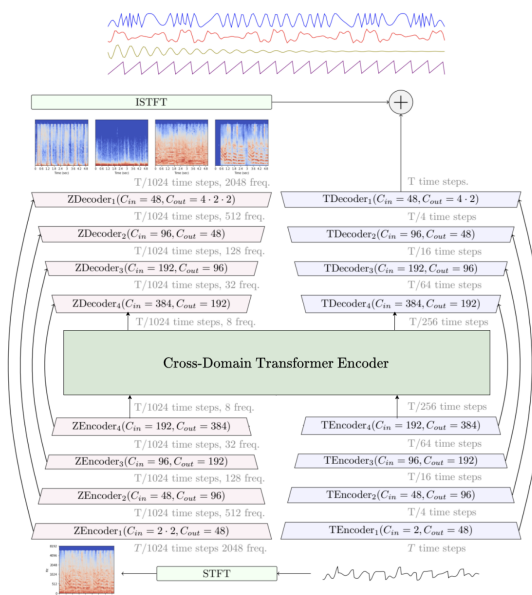 ISTFT
+
T/1024 time steps, 2048 freq. T time steps.
ZDecoder₁(C_in = 48, C_out = 4 · 2 · 2) TDecoder₁(C_in = 48, C_out = 4 · 2)
T/1024 time steps, 512 freq. T/4 time steps
ZDecoder₂(C_in = 96, C_out = 48) TDecoder₂(C_in = 96, C_out = 48)
T/1024 time steps, 128 freq. T/16 time steps
ZDecoder₃(C_in = 192, C_out = 96) TDecoder₃(C_in = 192, C_out = 96)
T/1024 time steps, 32 freq. T/64 time steps
ZDecoder₄(C_in = 384, C_out = 192) TDecoder₄(C_in = 384, C_out = 192)
T/1024 time steps, 8 freq. T/256 time steps
Cross-Domain Transformer Encoder
T/1024 time steps, 8 freq. T/256 time steps
ZEncoder₄(C_in = 192, C_out = 384) TEncoder₄(C_in = 192, C_out = 384)
T/1024 time steps, 32 freq. T/64 time steps
ZEncoder₃(C_in = 96, C_out = 192) TEncoder₃(C_in = 96, C_out = 192)
T/1024 time steps, 128 freq. T/16 time steps
ZEncoder₂(C_in = 48, C_out = 96) TEncoder₂(C_in = 48, C_out = 96)
T/1024 time steps, 512 freq. T/4 time steps
ZEncoder₁(C_in = 2 · 2, C_out = 48) TEncoder₁(C_in = 2, C_out = 48)
T/1024 time steps 2048 freq. T time steps
STFT